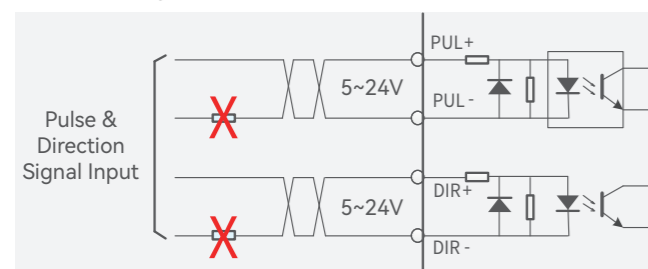 PUL+
5~24V
PUL-
Pulse &
Direction
Signal Input
DIR+
5~24V
DIR-